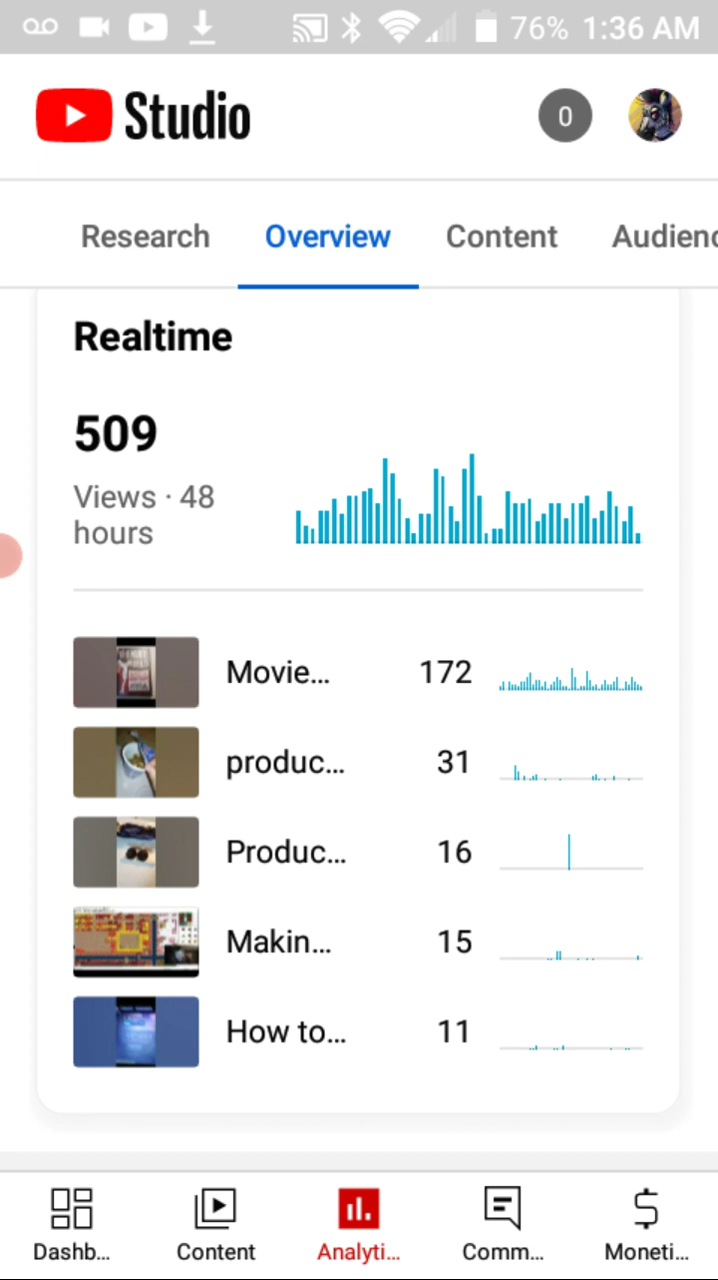 76% 1:36 AM
Studio
0
Research Overview Content Audienc
Realtime
509
Views · 48
hours
Movie... 172
produc... 31
Produc... 16
Makin... 15
How to... 11
Dashb... Content Analyti... Comm... Moneti...